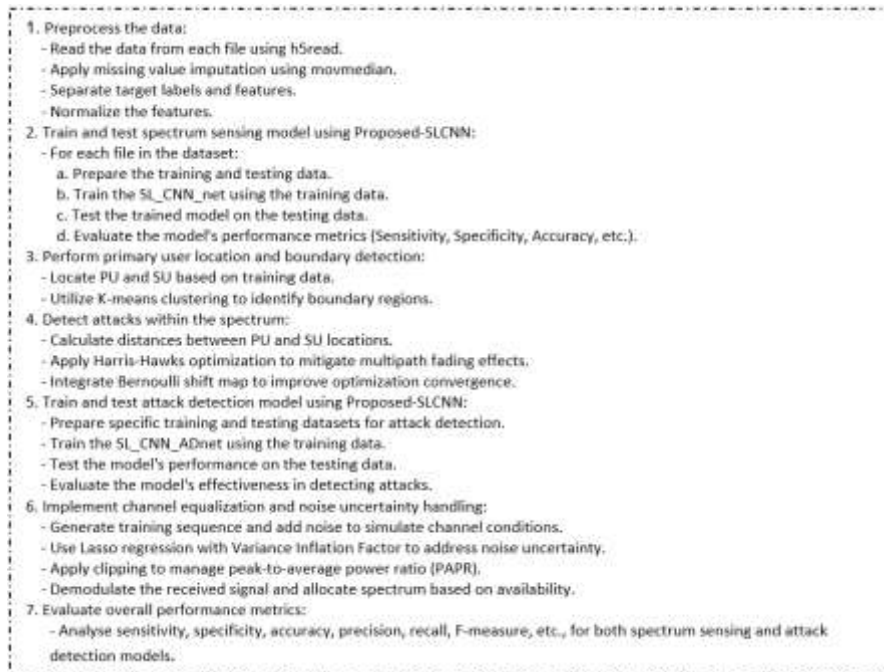 1. Preprocess the data:
- Read the data from each file using h5read.
- Apply missing value imputation using movmedian.
- Separate target labels and features.
- Normalize the features.
2. Train and test spectrum sensing model using Proposed-SLCNN:
- For each file in the dataset:
a. Prepare the training and testing data.
b. Train the SL_CNN_net using the training data.
c. Test the trained model on the testing data.
d. Evaluate the model's performance metrics (Sensitivity, Specificity, Accuracy, etc.).
3. Perform primary user location and boundary detection:
- Locate PU and SU based on training data.
- Utilize K-means clustering to identify boundary regions.
4. Detect attacks within the spectrum:
- Calculate distances between PU and SU locations.
- Apply Harris-Hawks optimization to mitigate multipath fading effects.
- Integrate Bernoulli shift map to improve optimization convergence.
5. Train and test attack detection model using Proposed-SLCNN:
- Prepare specific training and testing datasets for attack detection.
- Train the SL_CNN_ADnet using the training data.
- Test the model's performance on the testing data.
- Evaluate the model's effectiveness in detecting attacks.
6. Implement channel equalization and noise uncertainty handling:
- Generate training sequence and add noise to simulate channel conditions.
- Use Lasso regression with Variance Inflation Factor to address noise uncertainty.
- Apply clipping to manage peak-to-average power ratio (PAPR).
- Demodulate the received signal and allocate spectrum based on availability.
7. Evaluate overall performance metrics:
- Analyse sensitivity, specificity, accuracy, precision, recall, F-measure, etc., for both spectrum sensing and attack
detection models.